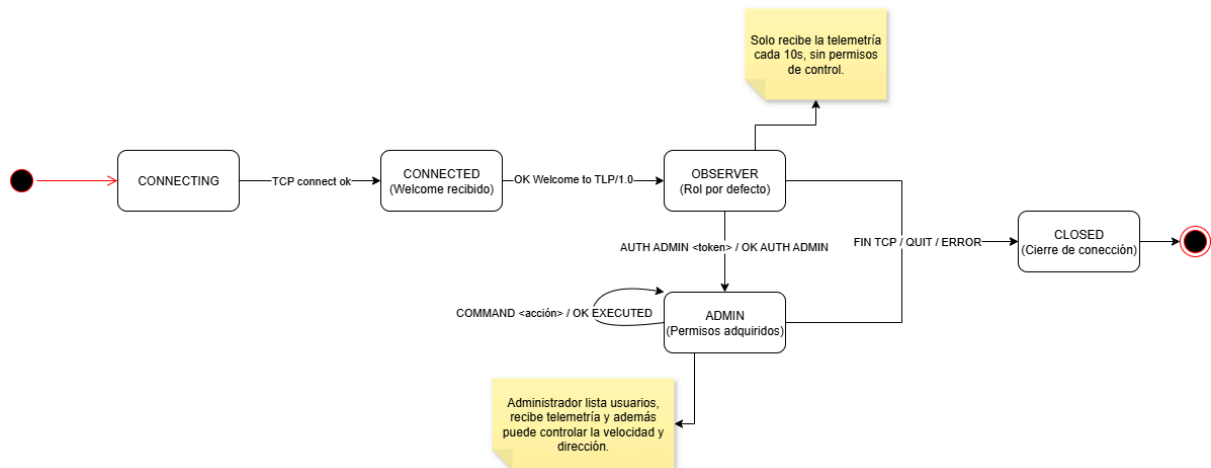 Solo recibe la telemetría
cada 10s, sin permisos
de control.
CONNECTING
TCP connect ok
CONNECTED
(Welcome recibido)
OK Welcome to TLP/1.0
OBSERVER
(Rol por defecto)
AUTH ADMIN <token> / OK AUTH ADMIN
FIN TCP / QUIT / ERROR
CLOSED
(Cierre de conección)
COMMAND <acción> / OK EXECUTED
ADMIN
(Permisos adquiridos)
Administrador lista usuarios,
recibe telemetría y además
puede controlar la velocidad y
dirección.